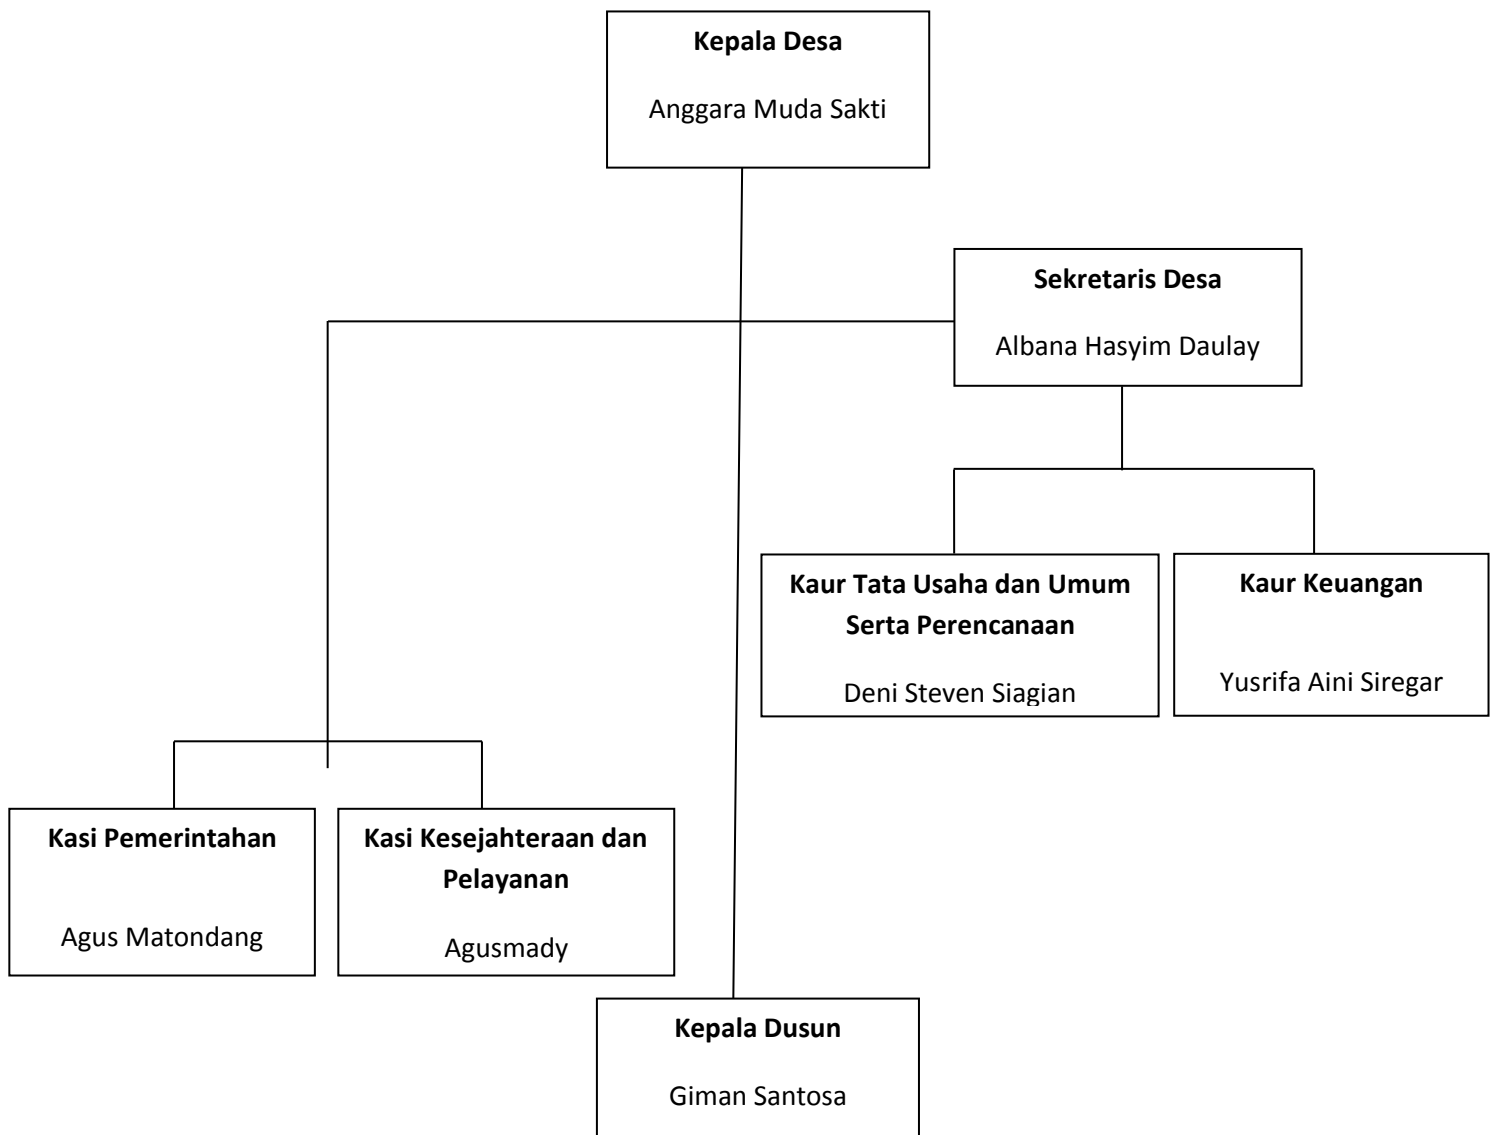 Kepala Desa
Anggara Muda Sakti
Sekretaris Desa
Albana Hasyim Daulay
Kaur Tata Usaha dan Umum
Serta Perencanaan
Deni Steven Siagian
Kaur Keuangan
Yusrifa Aini Siregar
Kasi Pemerintahan
Agus Matondang
Kasi Kesejahteraan dan
Pelayanan
Agusmady
Kepala Dusun
Giman Santosa